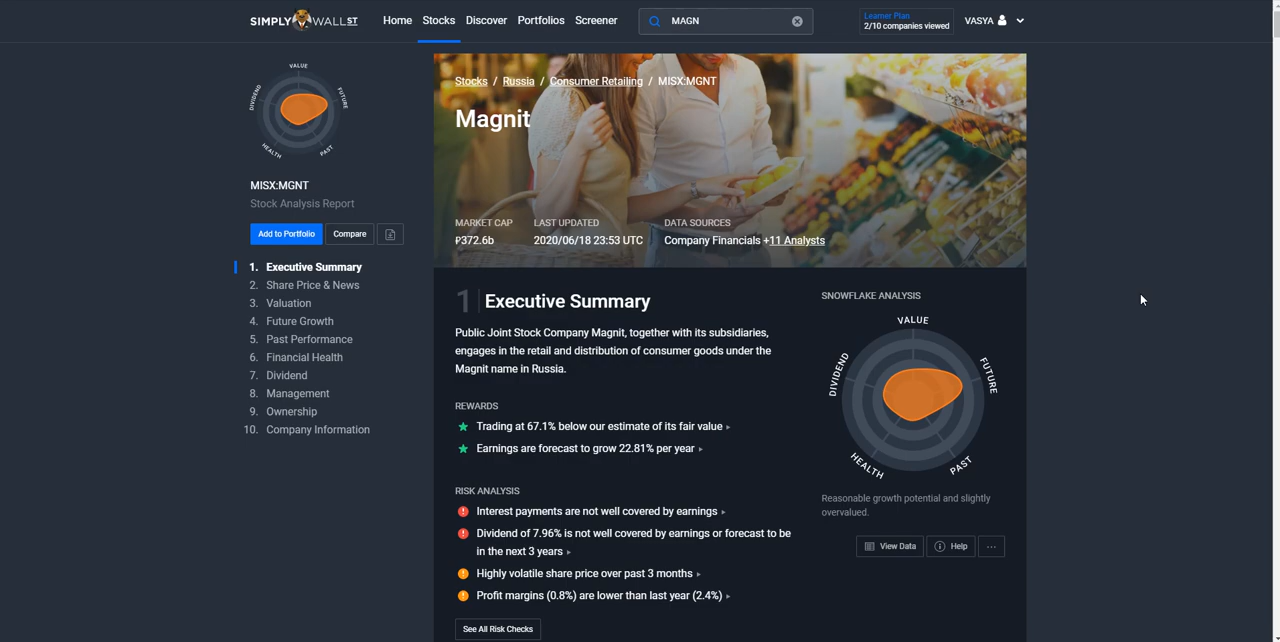 SIMPLY WALL ST
Home Stocks Discover Portfolios Screener
MAGN
Learner Plan
2/10 companies viewed
VASYA
VALUE
FUTURE
PAST
HEALTH
DIVIDEND
MISX:MGNT
Stock Analysis Report
Add to Portfolio Compare
1. Executive Summary
2. Share Price & News
3. Valuation
4. Future Growth
5. Past Performance
6. Financial Health
7. Dividend
8. Management
9. Ownership
10. Company Information
Stocks / Russia / Consumer Retailing / MISX:MGNT
Magnit
MARKET CAP LAST UPDATED DATA SOURCES
₽372.6b 2020/06/18 23:53 UTC Company Financials +11 Analysts
1 Executive Summary
Public Joint Stock Company Magnit, together with its subsidiaries,
engages in the retail and distribution of consumer goods under the
Magnit name in Russia.
REWARDS
Trading at 67.1% below our estimate of its fair value
Earnings are forecast to grow 22.81% per year
RISK ANALYSIS
Interest payments are not well covered by earnings
Dividend of 7.96% is not well covered by earnings or forecast to be
in the next 3 years
Highly volatile share price over past 3 months
Profit margins (0.8%) are lower than last year (2.4%)
See All Risk Checks
SNOWFLAKE ANALYSIS
VALUE
FUTURE
PAST
HEALTH
DIVIDEND
Reasonable growth potential and slightly
overvalued.
View Data Help ...